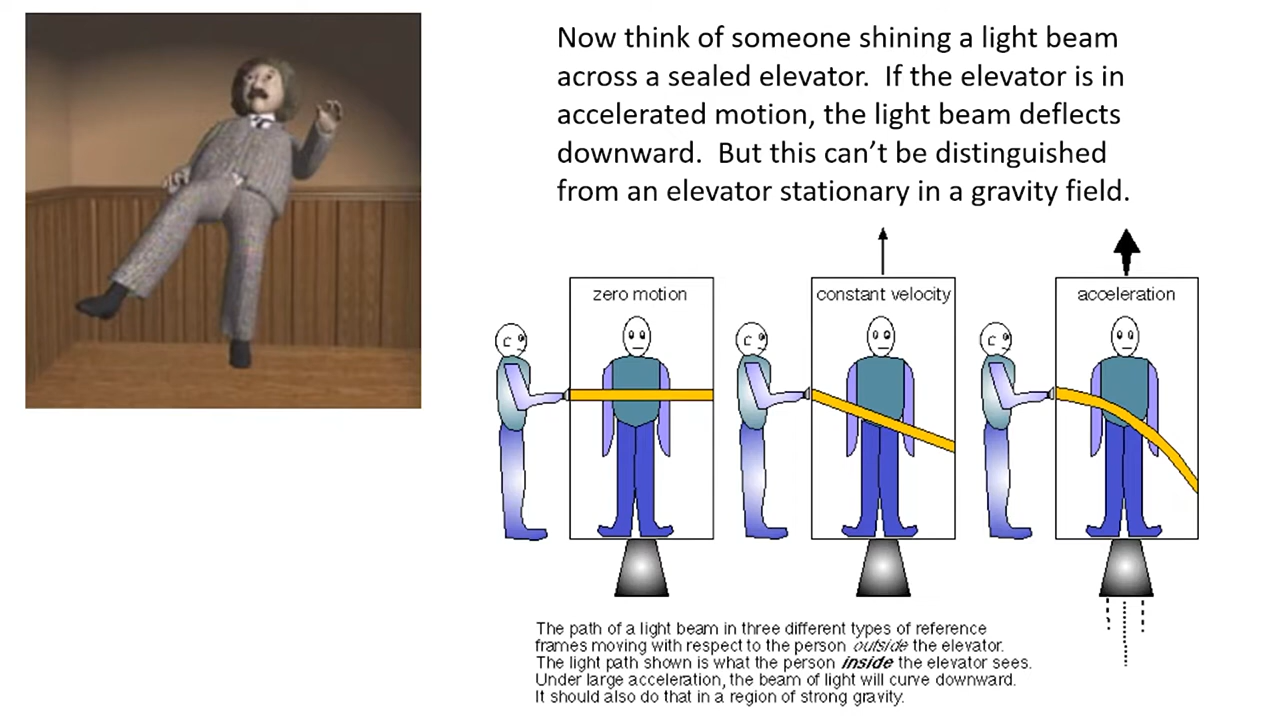 Now think of someone shining a light beam
across a sealed elevator. If the elevator is in
accelerated motion, the light beam deflects
downward. But this can’t be distinguished
from an elevator stationary in a gravity field.
zero motion
constant velocity
acceleration
The path of a light beam in three different types of reference
frames moving with respect to the person outside the elevator.
The light path shown is what the person inside the elevator sees.
Under large acceleration, the beam of light will curve downward.
It should also do that in a region of strong gravity.